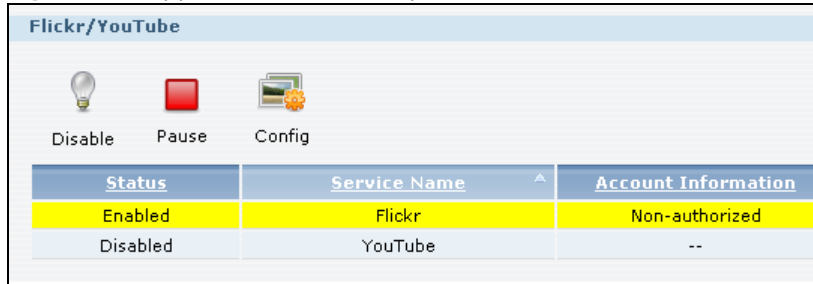 Flickr/YouTube
Disable Pause Config
Status Service Name Account Information
Enabled Flickr Non-authorized
Disabled YouTube --